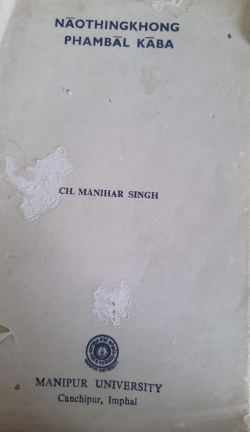 NĀOTHINGKHONG
PHAMBĀL KĀBA
CH. MANIHAR SINGH
MANIPUR UNIVERSITY
Canchipur, Imphal